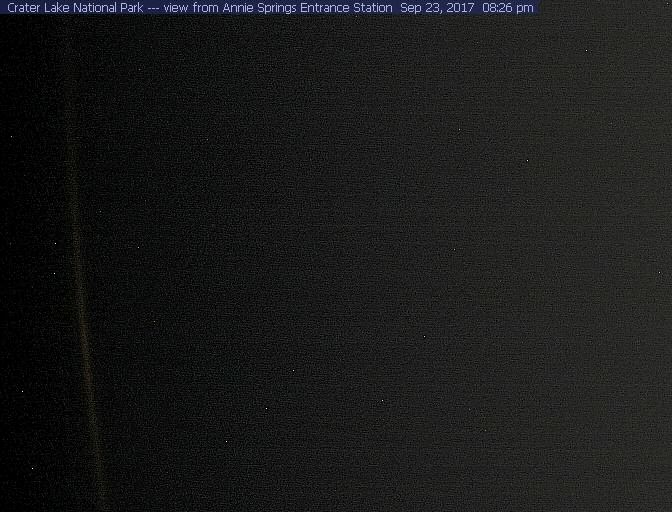 Crater Lake National Park --- view from Annie Springs Entrance Station Sep 23, 2017 08:26 pm